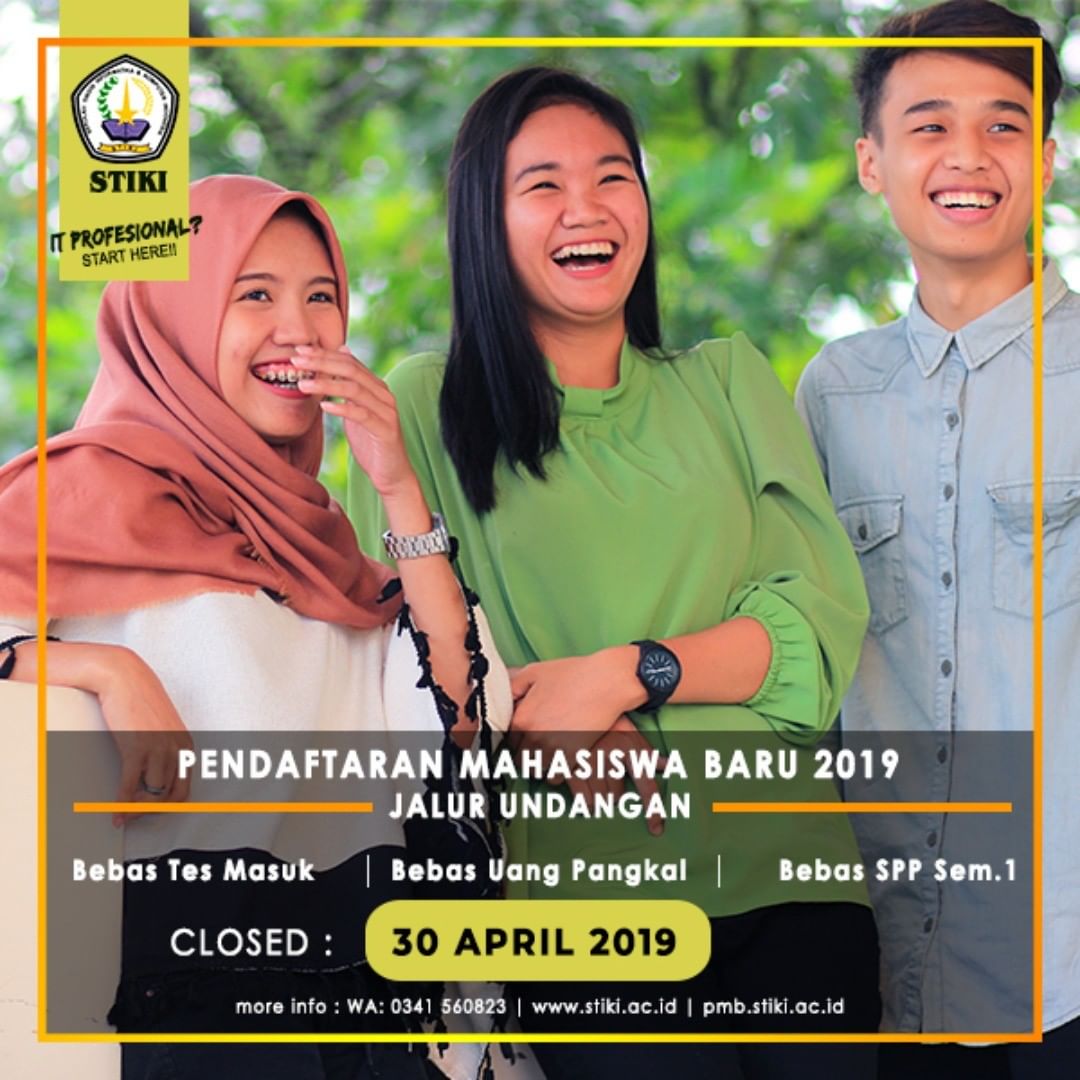 STIKI
IT PROFESIONAL?
START HERE!!
PENDAFTARAN MAHASISWA BARU 2019
JALUR UNDANGAN
Bebas Tes Masuk | Bebas Uang Pangkal | Bebas SPP Sem.1
CLOSED : 30 APRIL 2019
more info : WA: 0341 560823 | www.stiki.ac.id | pmb.stiki.ac.id